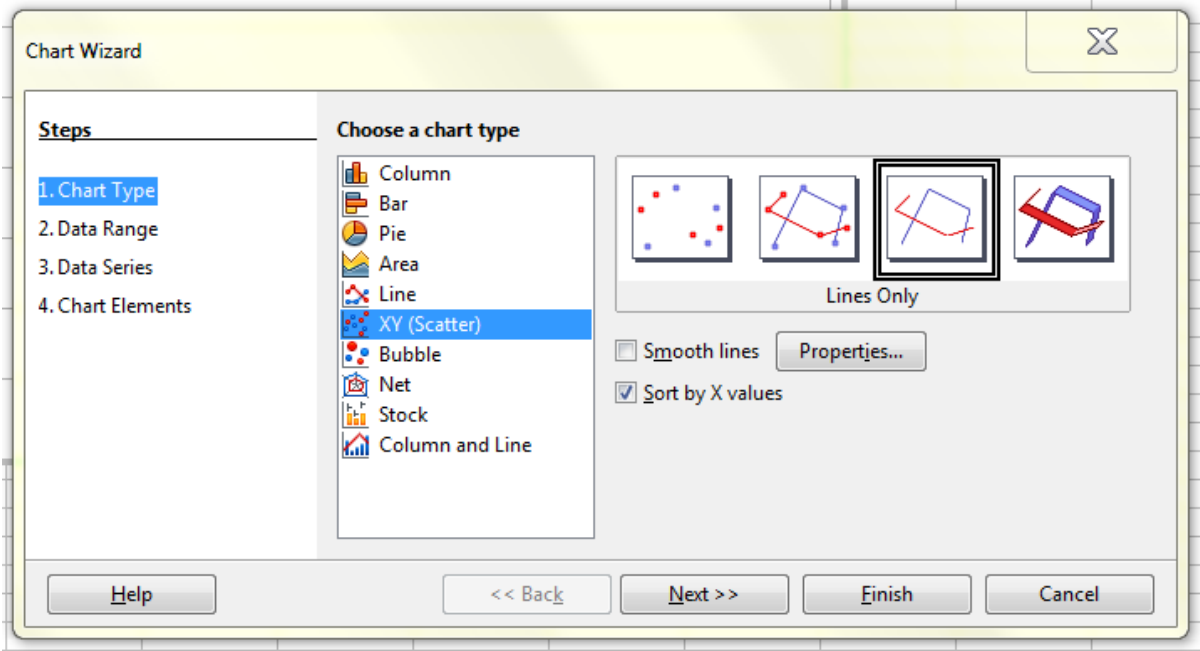 Chart Wizard
Steps
1. Chart Type
2. Data Range
3. Data Series
4. Chart Elements
Choose a chart type
Column
Bar
Pie
Area
Line
XY (Scatter)
Bubble
Net
Stock
Column and Line
Lines Only
Smooth lines
Properties...
Sort by X values
Help
<< Back
Next >>
Finish
Cancel